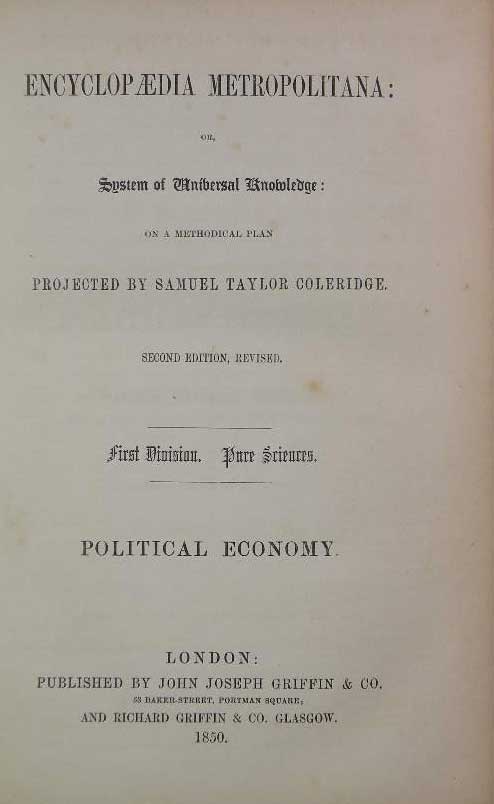 ENCYCLOPÆDIA METROPOLITANA:
OR,
System of Universal Knowledge:
ON A METHODICAL PLAN
PROJECTED BY SAMUEL TAYLOR COLERIDGE.
SECOND EDITION, REVISED.
First Division. Pure Sciences.
POLITICAL ECONOMY.
LONDON:
PUBLISHED BY JOHN JOSEPH GRIFFIN & CO.
53 BAKER-STREET, PORTMAN SQUARE;
AND RICHARD GRIFFIN & CO. GLASGOW.
1850.